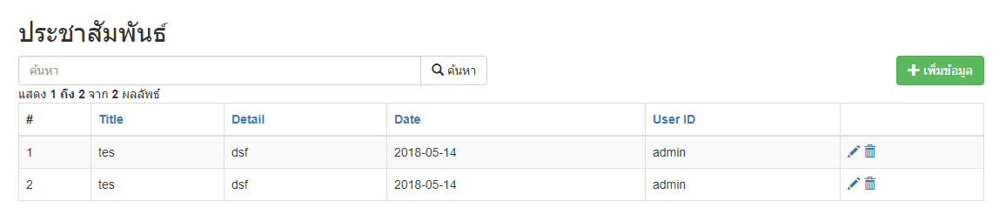 ประชาสัมพันธ์
ค้นหา ค้นหา เพิ่มข้อมูล
แสดง 1 ถึง 2 จาก 2 ผลลัพธ์
# Title Detail Date User ID
1 tes dsf 2018-05-14 admin
2 tes dsf 2018-05-14 admin